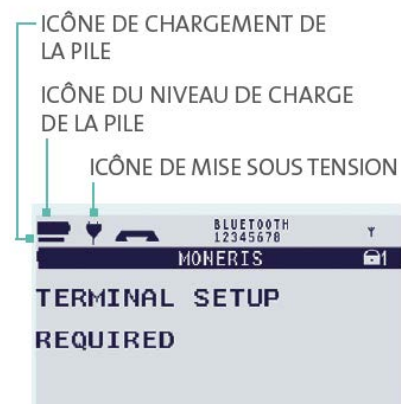 ICÔNE DE CHARGEMENT DE
LA PILE
ICÔNE DU NIVEAU DE CHARGE
DE LA PILE
ICÔNE DE MISE SOUS TENSION
BLUETOOTH
12345678
MONERIS 1
TERMINAL SETUP
REQUIRED